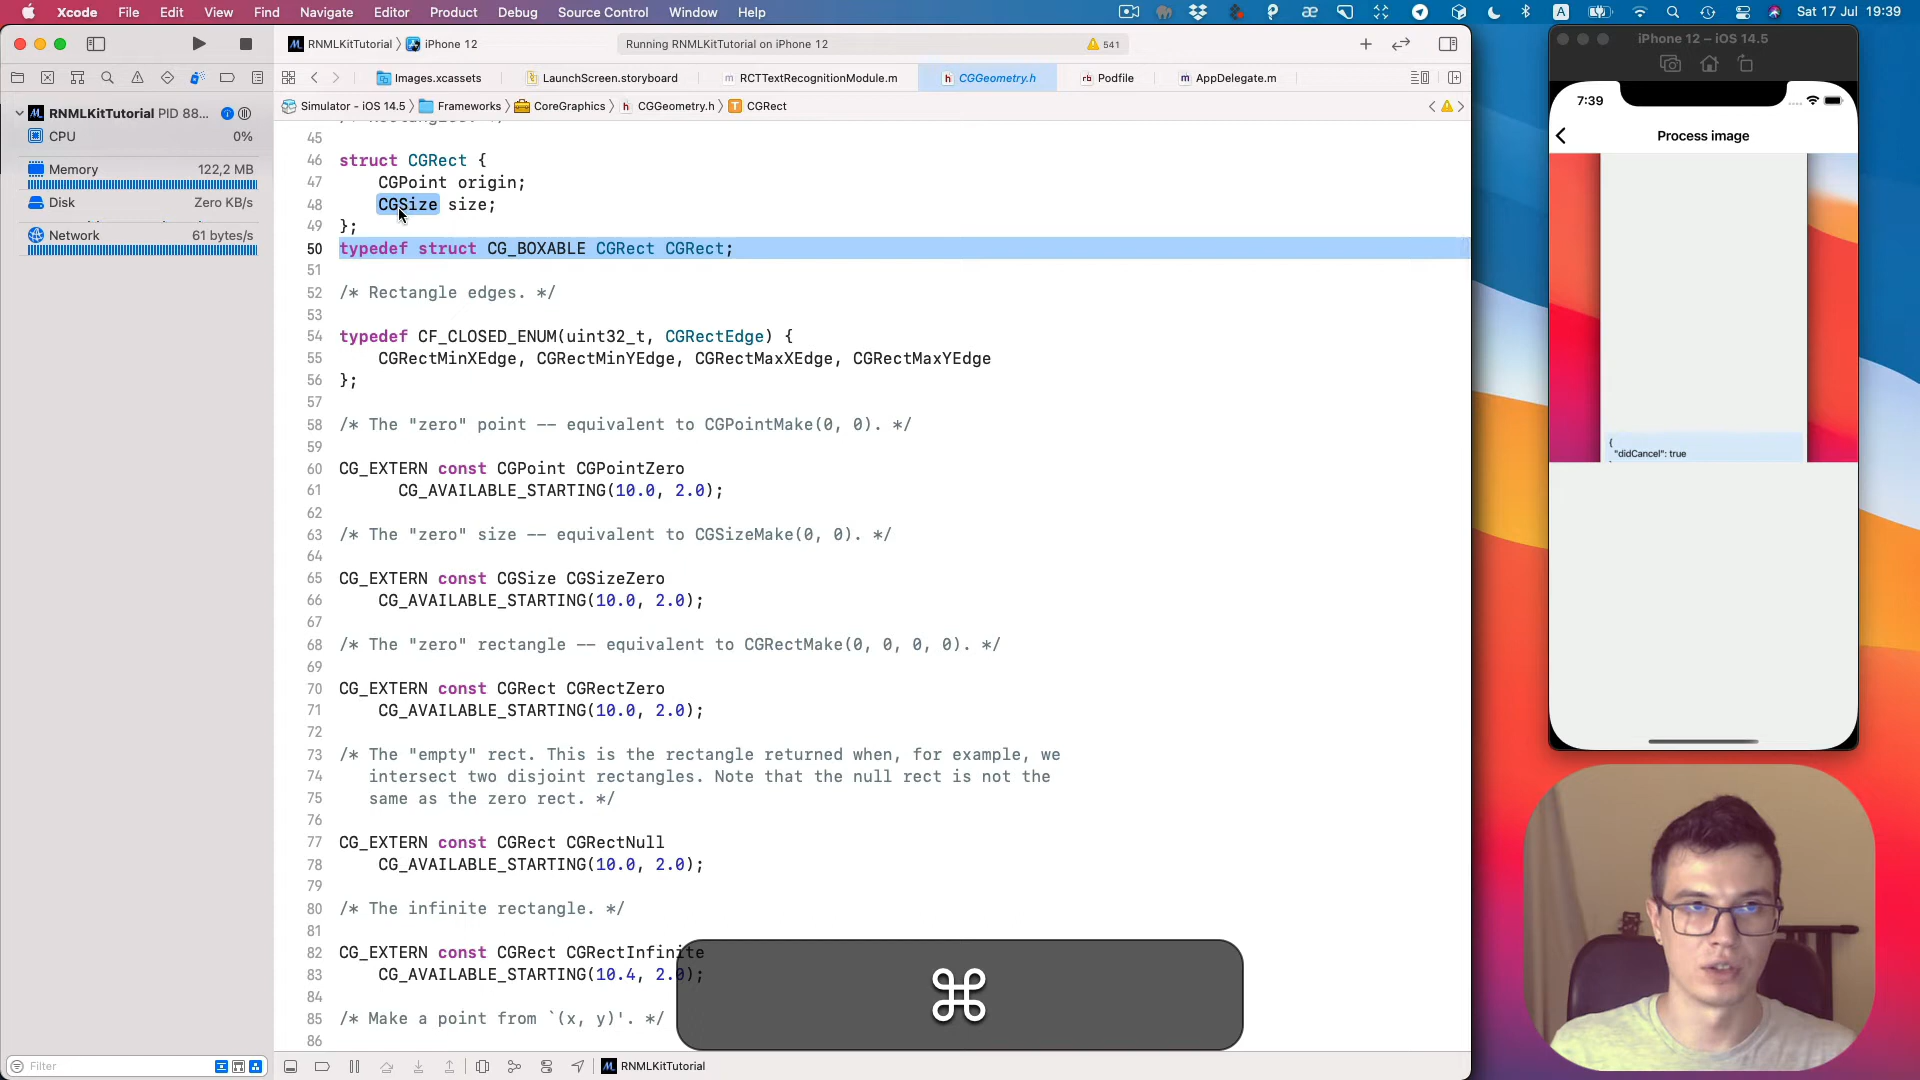 Xcode File Edit View Find Navigate Editor Product Debug Source Control Window Help
Sat 17 Jul 19:39
RNMLKitTutorial iPhone 12
Running RNMLKitTutorial on iPhone 12
541
Images.xcassets LaunchScreen.storyboard RCTTextRecognitionModule.m CGGeometry.h Podfile AppDelegate.m
Simulator - iOS 14.5 Frameworks CoreGraphics CGGeometry.h CGRect
RNMLKitTutorial PID 88...
CPU 0%
Memory 122,2 MB
Disk Zero KB/s
Network 61 bytes/s
Filter
45
46 struct CGRect {
47 CGPoint origin;
48 CGSize size;
49 };
50 typedef struct CG_BOXABLE CGRect CGRect;
51
52 /* Rectangle edges. */
53
54 typedef CF_CLOSED_ENUM(uint32_t, CGRectEdge) {
55 CGRectMinXEdge, CGRectMinYEdge, CGRectMaxXEdge, CGRectMaxYEdge
56 };
57
58 /* The "zero" point -- equivalent to CGPointMake(0, 0). */
59
60 CG_EXTERN const CGPoint CGPointZero
61 CG_AVAILABLE_STARTING(10.0, 2.0);
62
63 /* The "zero" size -- equivalent to CGSizeMake(0, 0). */
64
65 CG_EXTERN const CGSize CGSizeZero
66 CG_AVAILABLE_STARTING(10.0, 2.0);
67
68 /* The "zero" rectangle -- equivalent to CGRectMake(0, 0, 0, 0). */
69
70 CG_EXTERN const CGRect CGRectZero
71 CG_AVAILABLE_STARTING(10.0, 2.0);
72
73 /* The "empty" rect. This is the rectangle returned when, for example, we
74 intersect two disjoint rectangles. Note that the null rect is not the
75 same as the zero rect. */
76
77 CG_EXTERN const CGRect CGRectNull
78 CG_AVAILABLE_STARTING(10.0, 2.0);
79
80 /* The infinite rectangle. */
81
82 CG_EXTERN const CGRect CGRectInfinite
83 CG_AVAILABLE_STARTING(10.4, 2.0);
84
85 /* Make a point from `(x, y)'. */
86
RNMLKitTutorial
iPhone 12 – iOS 14.5
7:39
Process image
{
"didCancel": true